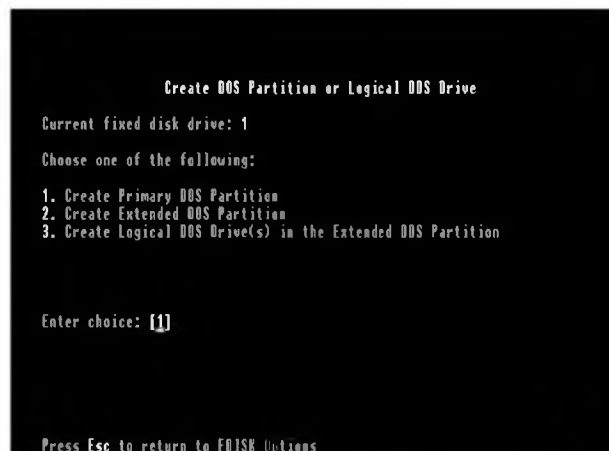 Create DOS Partition or Logical DOS Drive
Current fixed disk drive: 1
Choose one of the following:
1. Create Primary DOS Partition
2. Create Extended DOS Partition
3. Create Logical DOS Drive(s) in the Extended DOS Partition
Enter choice: [1]
Press Esc to return to FDISK Options